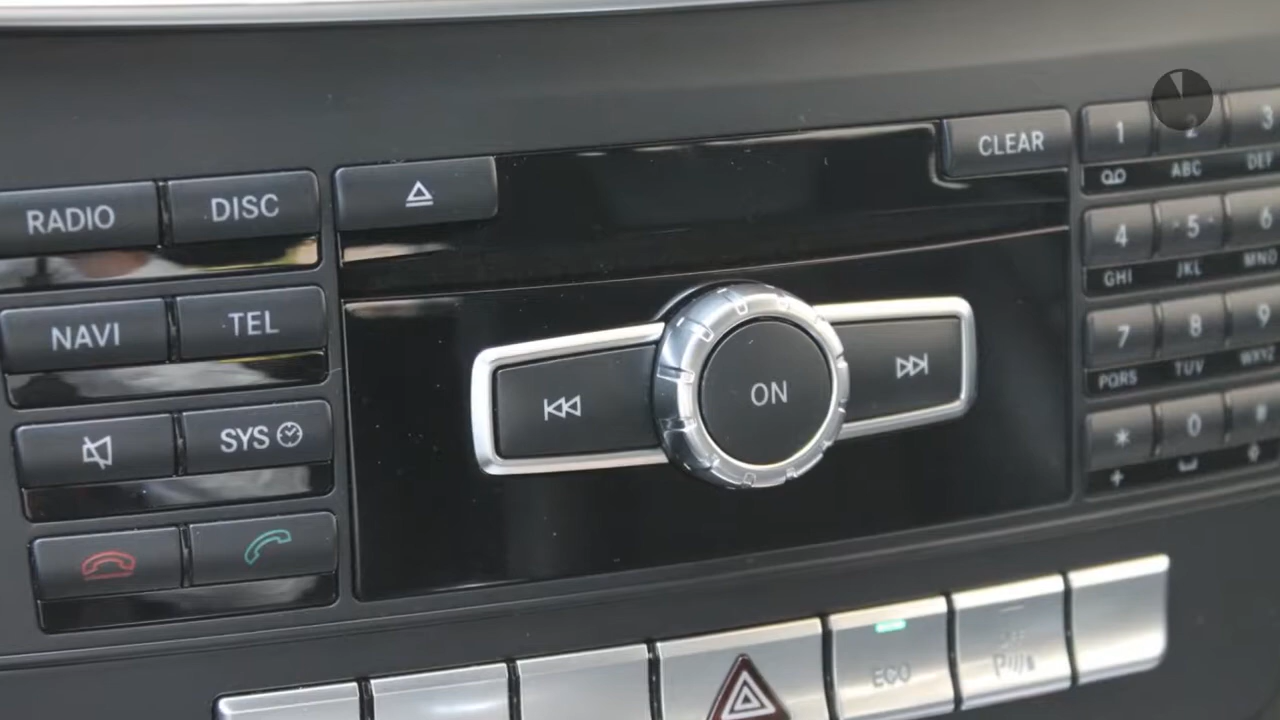 RADIO DISC
NAVI TEL
SYS
ON
CLEAR
1 2 3
ABC DEF
4 5 6
GHI JKL MNO
7 8 9
PQRS TUV WXYZ
* 0 #
+
ECO
OFF